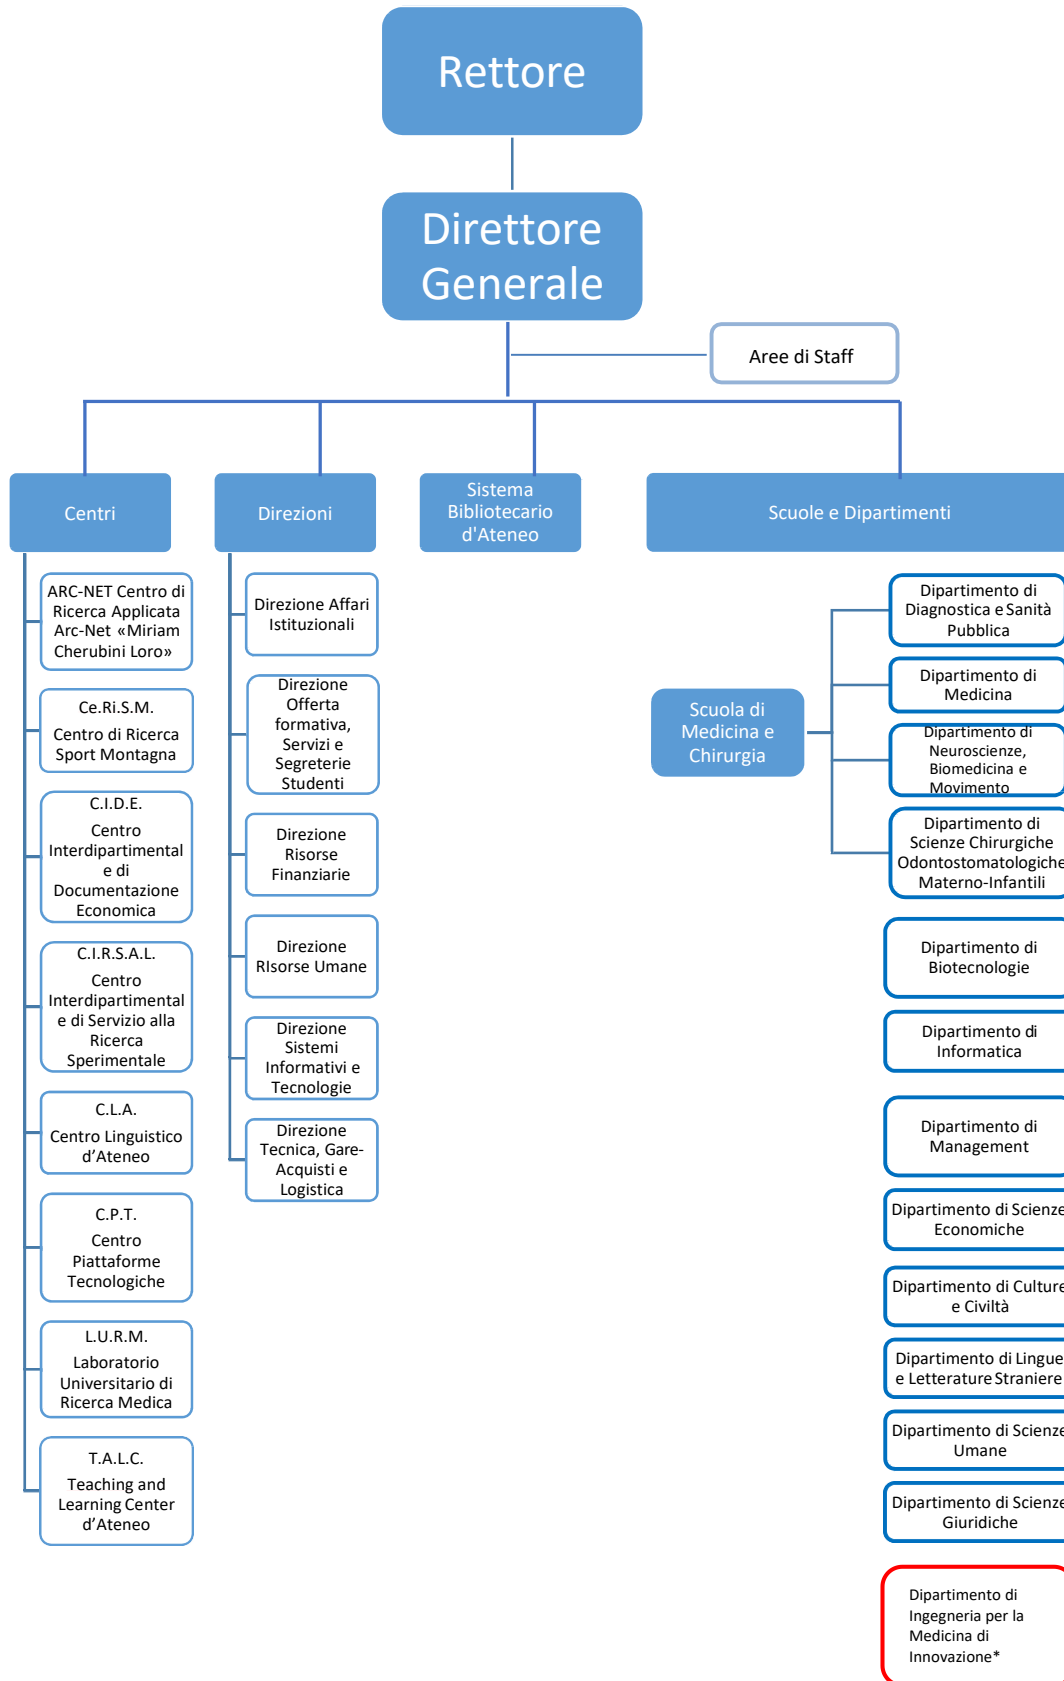 Rettore
Direttore
Generale
Aree di Staff
Centri
Direzioni
Sistema
Bibliotecario
d'Ateneo
Scuole e Dipartimenti
ARC-NET Centro di
Ricerca Applicata
Arc-Net «Miriam
Cherubini Loro»
Ce.Ri.S.M.
Centro di Ricerca
Sport Montagna
C.I.D.E.
Centro
Interdipartimental
e di
Documentazione
Economica
C.I.R.S.A.L.
Centro
Interdipartimental
e di Servizio alla
Ricerca
Sperimentale
C.L.A.
Centro Linguistico
d'Ateneo
C.P.T.
Centro
Piattaforme
Tecnologiche
L.U.R.M.
Laboratorio
Universitario di
Ricerca Medica
T.A.L.C.
Teaching and
Learning Center
d'Ateneo
Direzione Affari
Istituzionali
Direzione
Offerta
formativa,
Servizi e
Segreterie
Studenti
Direzione
Risorse
Finanziarie
Direzione
RIsorse Umane
Direzione
Sistemi
Informativi e
Tecnologie
Direzione
Tecnica, Gare-
Acquisti e
Logistica
Scuola di
Medicina e
Chirurgia
Dipartimento di
Diagnostica e Sanità
Pubblica
Dipartimento di
Medicina
Dipartimento di
Neuroscienze,
Biomedicina e
Movimento
Dipartimento di
Scienze Chirurgiche
Odontostomatologiche
Materno-Infantili
Dipartimento di
Biotecnologie
Dipartimento di
Informatica
Dipartimento di
Management
Dipartimento di Scienze
Economiche
Dipartimento di Culture
e Civiltà
Dipartimento di Lingue
e Letterature Straniere
Dipartimento di Scienze
Umane
Dipartimento di Scienze
Giuridiche
Dipartimento di
Ingegneria per la
Medicina di
Innovazione*